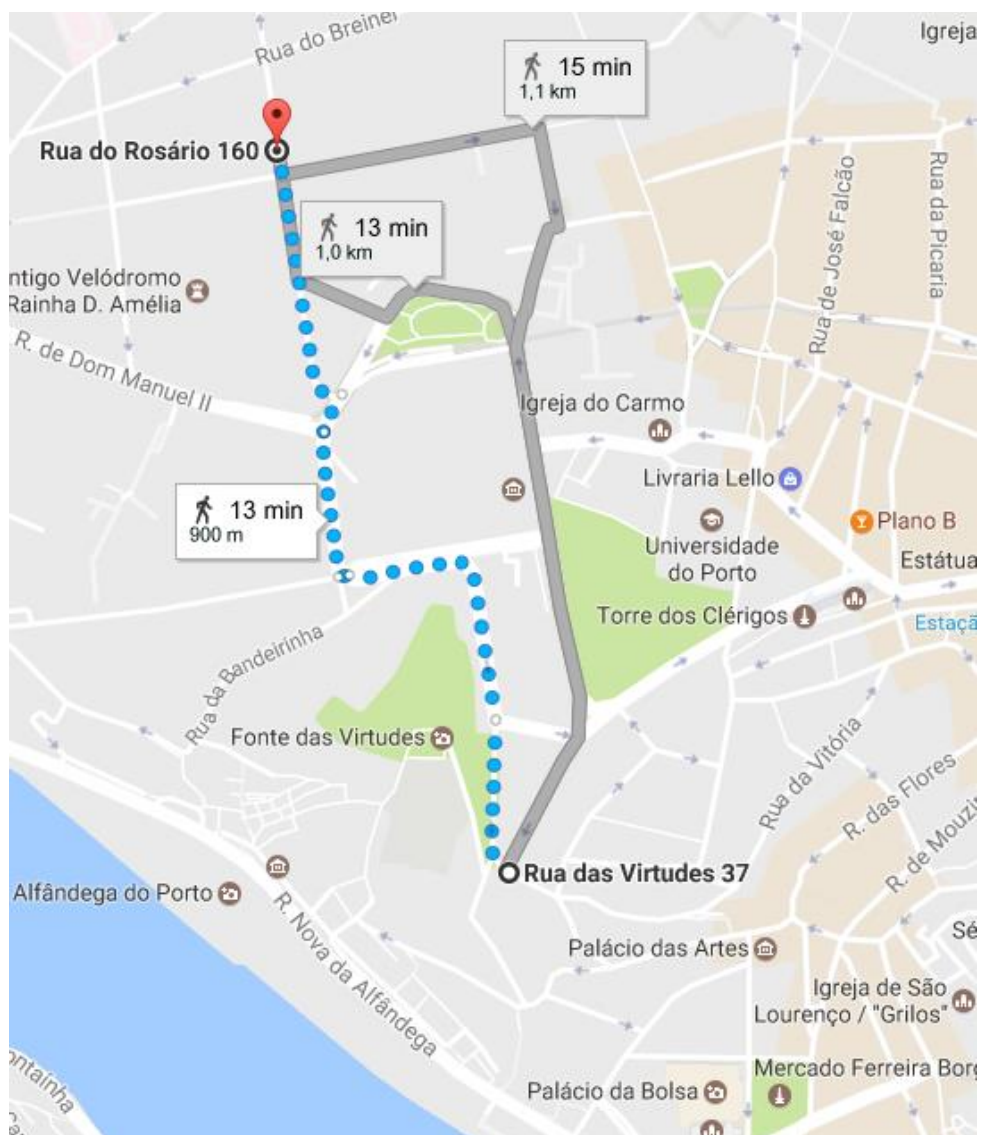 Rua do Breiner
Igreja
15 min
1,1 km
Rua do Rosário 160
13 min
1,0 km
ntigo Velódromo
Rainha D. Amélia
Rua de José Falcão
Rua da Picaria
R. de Dom Manuel II
Igreja do Carmo
Livraria Lello
13 min
900 m
Plano B
Universidade
do Porto
Estátua
Torre dos Clérigos
Estaçã
Rua da Bandeirinha
Fonte das Virtudes
Rua da Vitória
R. das Flores
R. de Mouzin
Rua das Virtudes 37
Alfândega do Porto
R. Nova da Alfândega
Palácio das Artes
Sé
Igreja de São
Lourenço / "Grilos"
Mercado Ferreira Borg
Palácio da Bolsa
ontaínha